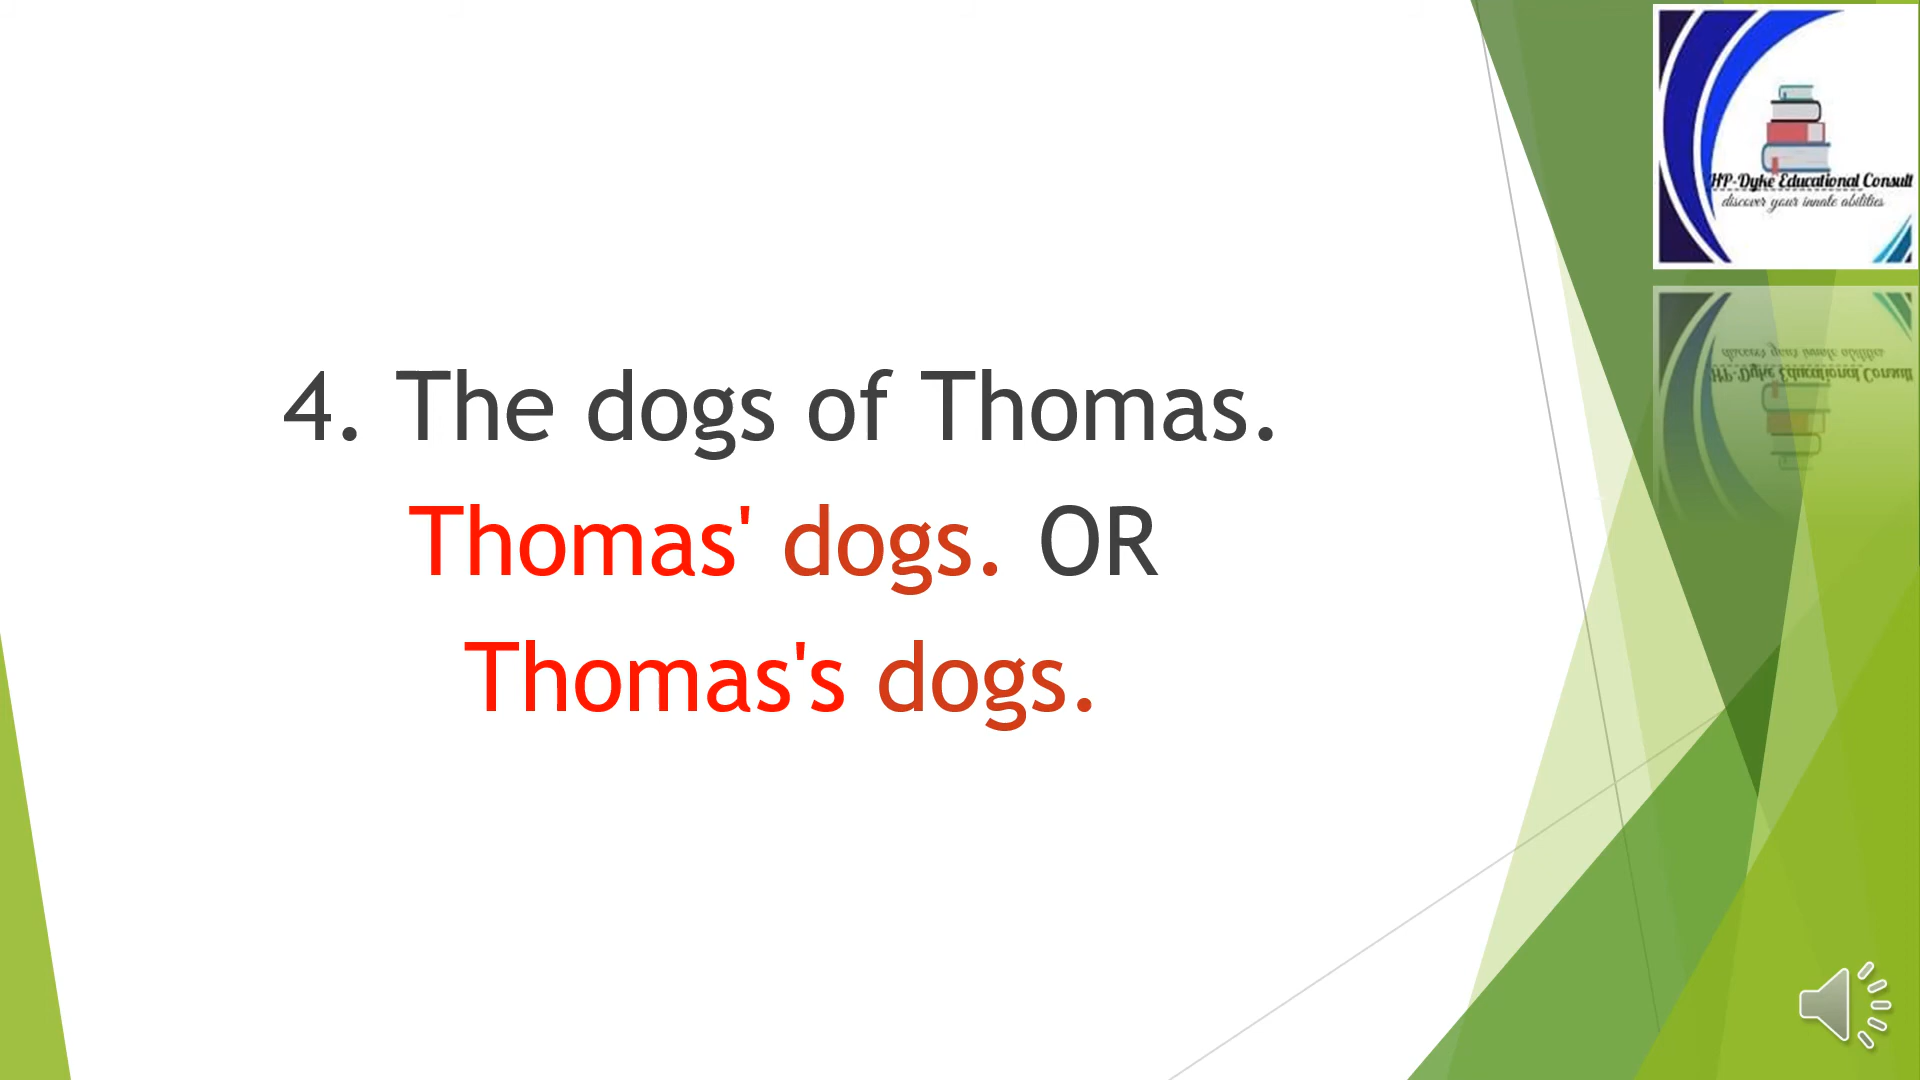 HP-Dyke Educational Consult
discover your innate abilities
4. The dogs of Thomas.
Thomas' dogs. OR
Thomas's dogs.